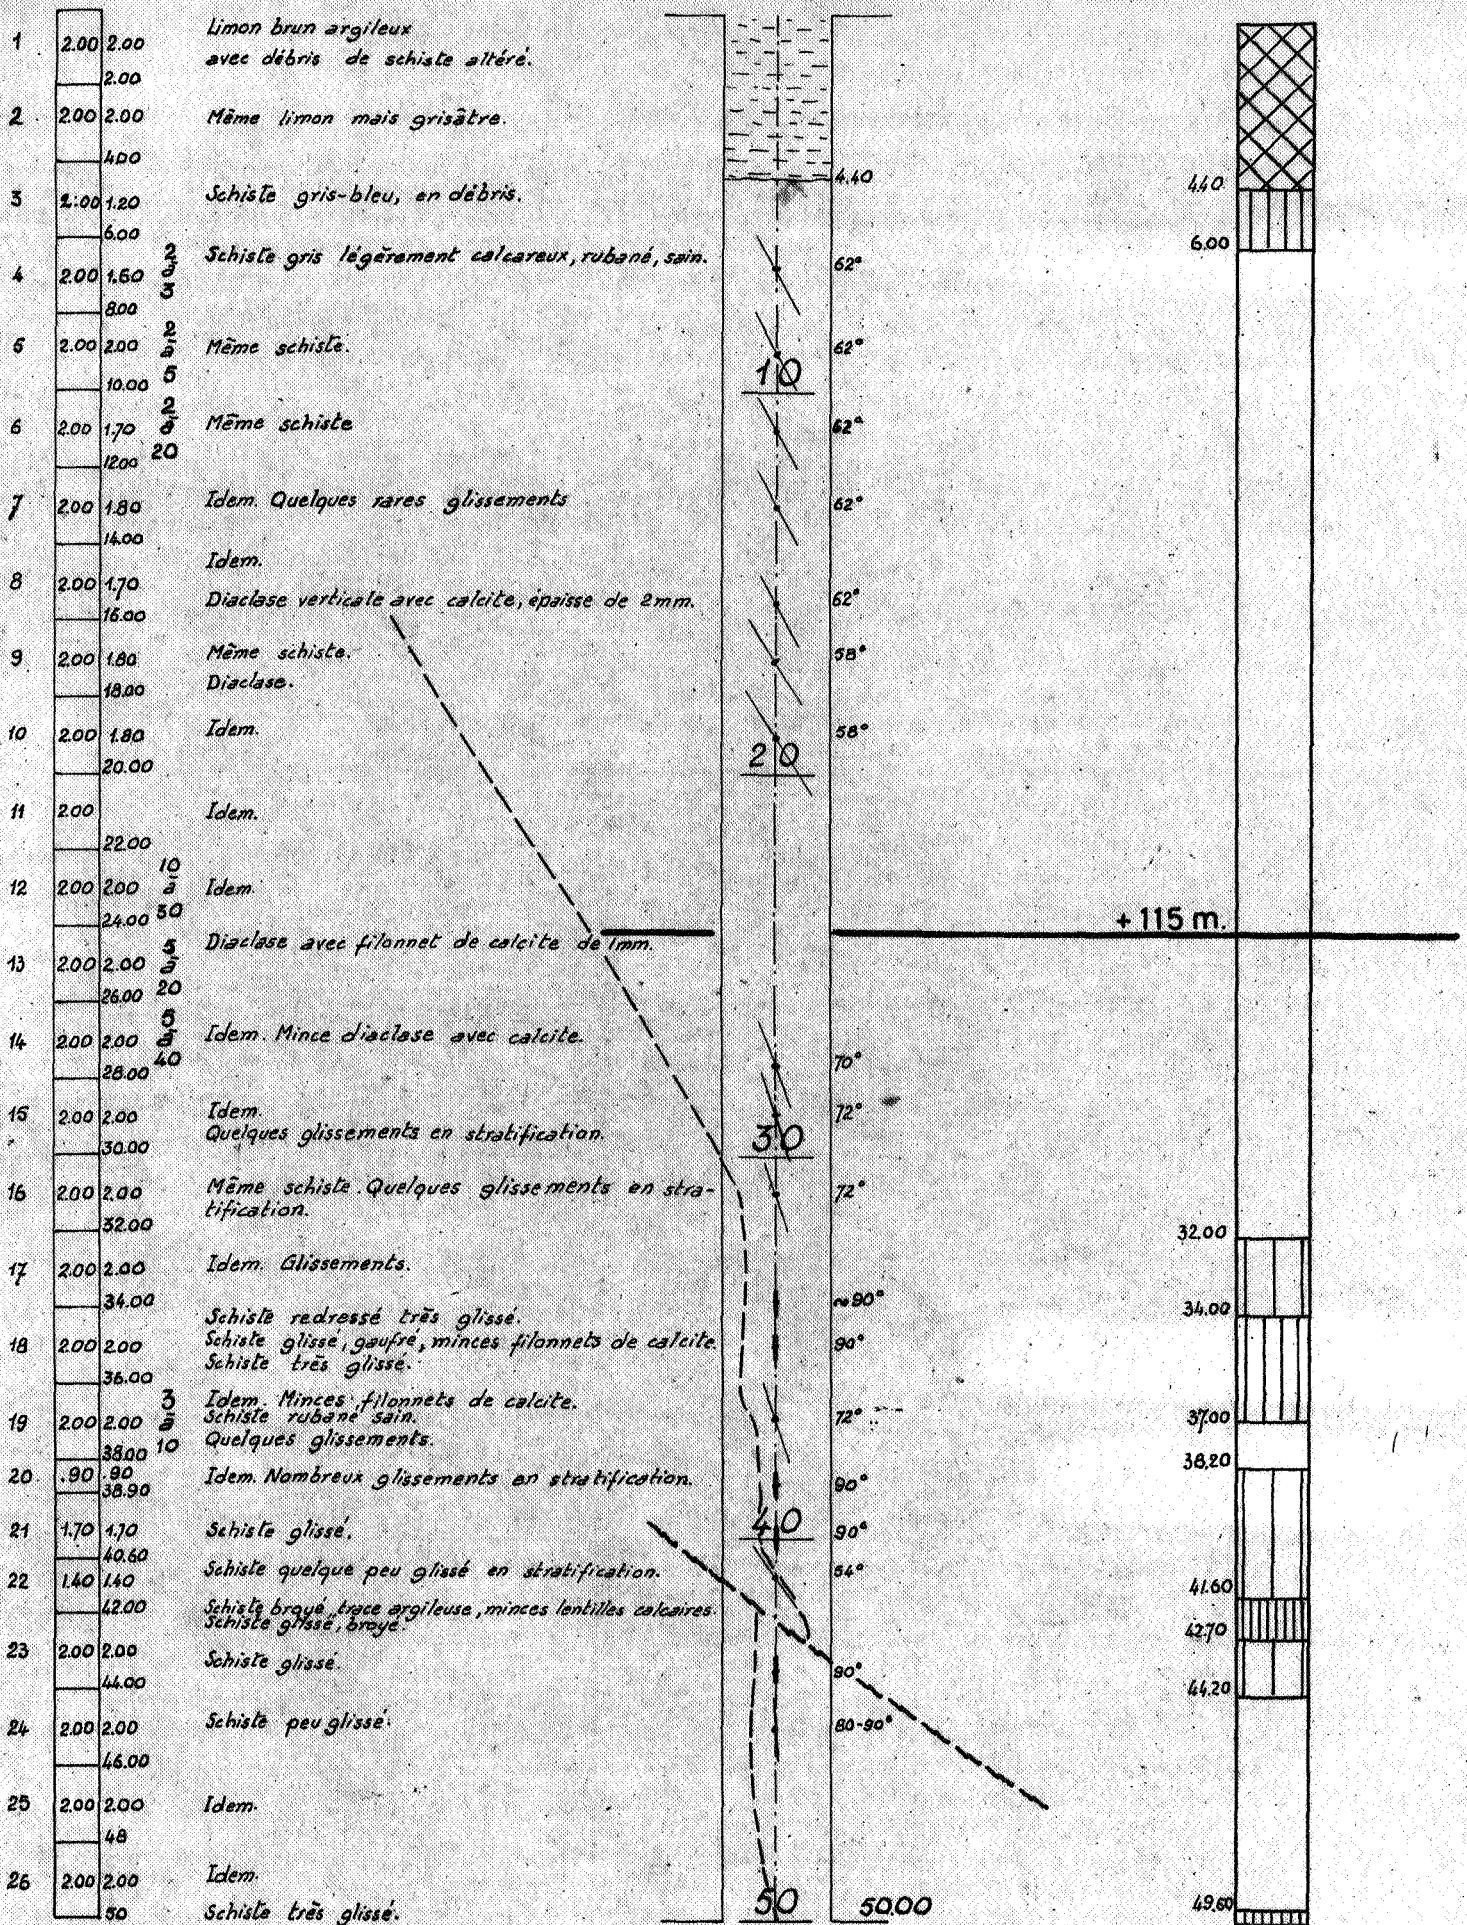 Limon brun argileux
1 2.00 2.00
avec débris de schiste altéré.
2.00
2 2.00 2.00 Même limon mais grisâtre.
4.00
4.40 4.40
3 2.00 1.20 Schiste gris-bleu, en débris.
6.00 6.00
4 2.00 1.60 2 à 5 Schiste gris légèrement calcareux, rubané, sain. 62°
8.00
5 2.00 2.00 2 à 5 Même schiste. 62°
10.00 10
6 2.00 1.70 2 à 20 Même schiste 62°
12.00
7 2.00 1.80 Idem. Quelques rares glissements 62°
14.00
Idem.
8 2.00 1.70
Diaclase verticale avec calcite, épaisse de 2mm. 62°
16.00
9 2.00 1.80 Même schiste. 58°
Diaclase.
18.00
10 2.00 1.80 Idem. 58°
20.00 20
11 2.00 Idem.
22.00
12 2.00 2.00 10 à 50 Idem.
24.00
+115 m.
Diaclase avec filonnet de calcite de 1mm.
13 2.00 2.00 5 à 20
26.00
14 2.00 2.00 5 à 40 Idem. Mince diaclase avec calcite.
28.00 70°
15 2.00 2.00 Idem. 72°
Quelques glissements en stratification.
30.00 30
16 2.00 2.00 Même schiste. Quelques glissements en stra- 72°
tification.
32.00 32.00
17 2.00 2.00 Idem. Glissements.
34.00 ~90° 34.00
Schiste redressé très glissé.
18 2.00 2.00 Schiste glissé, gaufré, minces filonnets de calcite. 90°
Schiste très glissé.
36.00
Idem. Minces filonnets de calcite.
19 2.00 2.00 3 à 10 Schiste rubané sain. 72° 37.00
Quelques glissements.
38.00 38.20
20 .90 .90 Idem. Nombreux glissements en stratification. 90°
38.90
21 1.70 1.70 Schiste glissé. 40 90°
40.60
Schiste quelque peu glissé en stratification. 64°
22 1.40 1.40 41.60
42.00 Schiste broyé, trace argileuse, minces lentilles calcaires.
Schiste glissé, broyé. 42.70
23 2.00 2.00 Schiste glissé. 90°
44.00 44.20
24 2.00 2.00 Schiste peu glissé. 80-90°
46.00
25 2.00 2.00 Idem.
48
26 2.00 2.00 Idem.
50 Schiste très glissé. 50 50.00 49.60